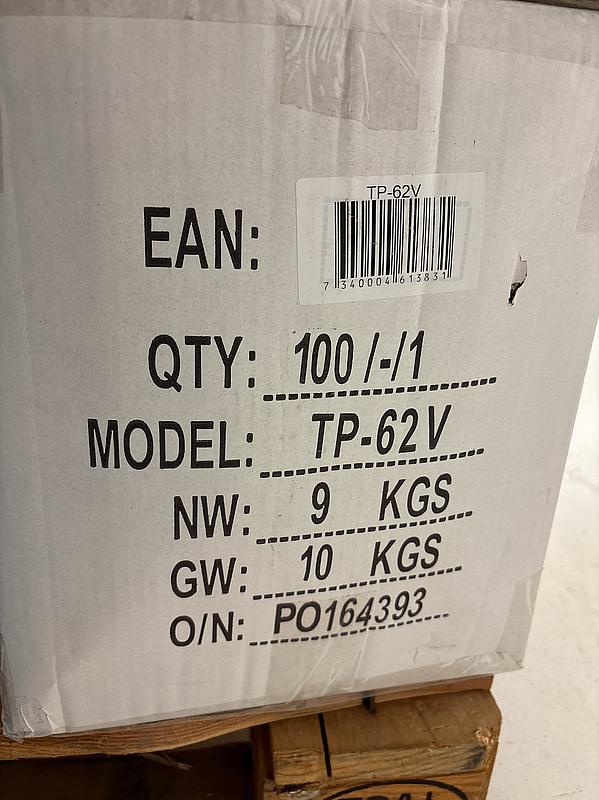 TP-62V
EAN:
7 340004 613831
QTY: 100/-/1
MODEL: TP-62V
NW: 9 KGS
GW: 10 KGS
O/N: PO164393